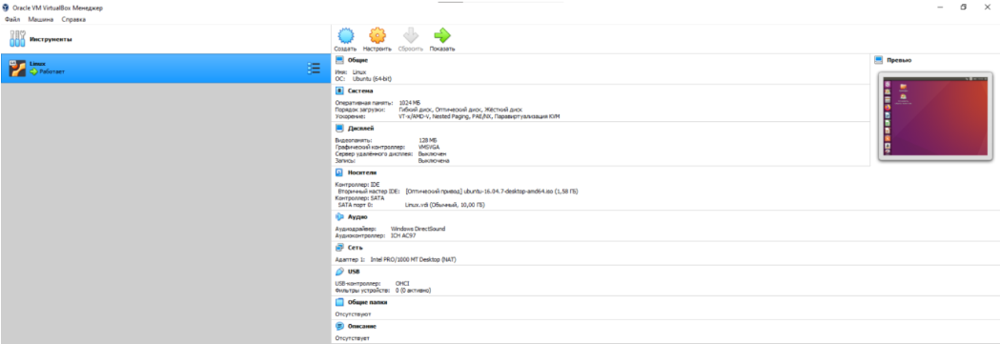 Oracle VM VirtualBox Менеджер
Файл Машина Справка
Инструменты
Linux
Работает
Создать Настроить Сбросить Показать
Общие
Имя: Linux
ОС: Ubuntu (64-bit)
Система
Оперативная память: 1024 МБ
Порядок загрузки: Гибкий диск, Оптический диск, Жёсткий диск
Ускорение: VT-x/AMD-V, Nested Paging, PAE/NX, Паравиртуализация KVM
Дисплей
Видеопамять: 128 МБ
Графический контроллер: VMSVGA
Сервер удалённого дисплея: Выключен
Запись: Выключена
Носители
Контроллер: IDE
Вторичный мастер IDE: [Оптический привод] ubuntu-16.04.7-desktop-amd64.iso (1,58 ГБ)
Контроллер: SATA
SATA порт 0: Linux.vdi (Обычный, 10,00 ГБ)
Аудио
Аудиодрайвер: Windows DirectSound
Аудиоконтроллер: ICH AC97
Сеть
Адаптер 1: Intel PRO/1000 MT Desktop (NAT)
USB
USB-контроллер: OHCI
Фильтры устройств: 0 (0 активно)
Общие папки
Отсутствуют
Описание
Отсутствует
Превью